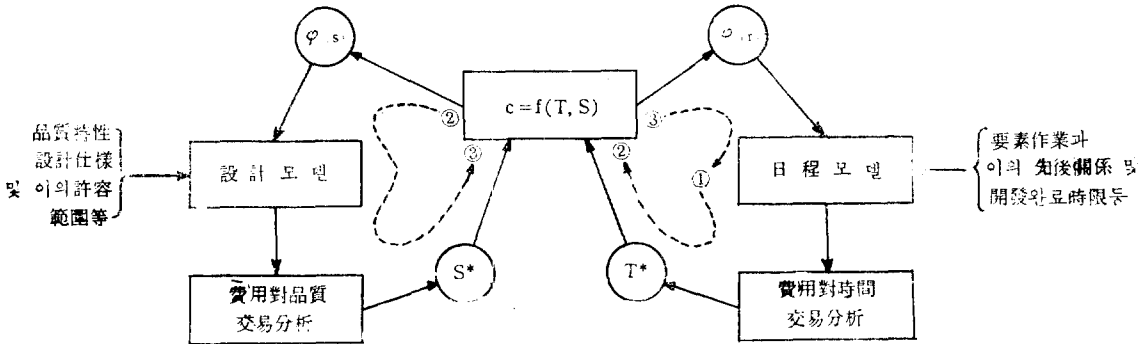 φ(s)
(T)
c=f(T, S)
② ③
③ ② ①
品質特性
設計仕様
및 이의許容
範圍等
設計모델
日程모델
要素作業과
이의 先後關係 및
開發완료時限등
S*
T*
費用對品質
交易分析
費用對時間
交易分析